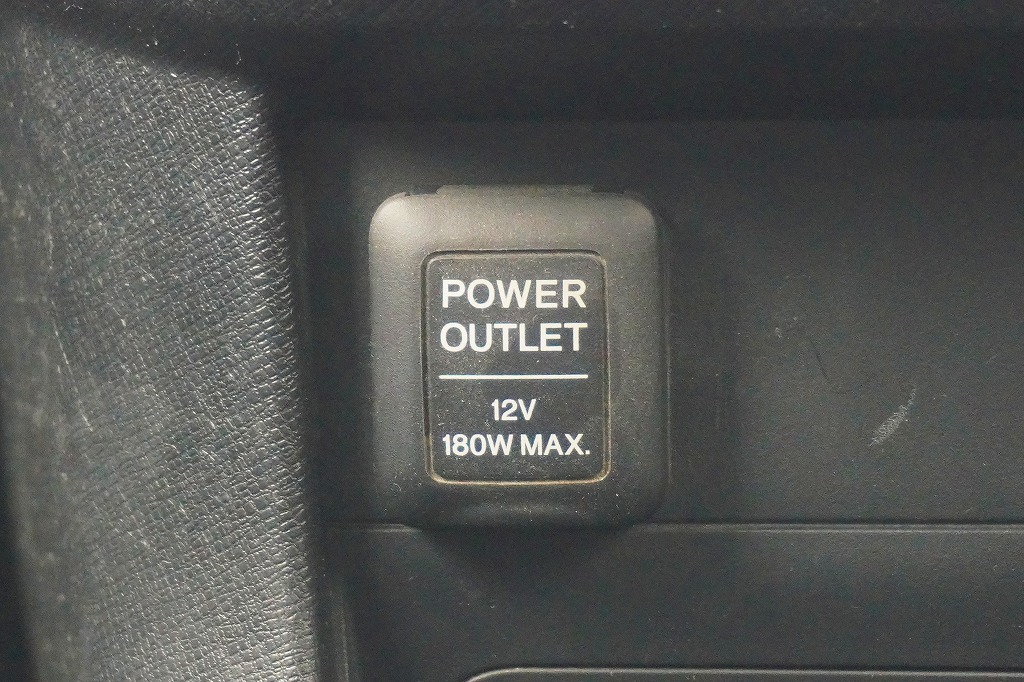 POWER
OUTLET
12V
180W MAX.